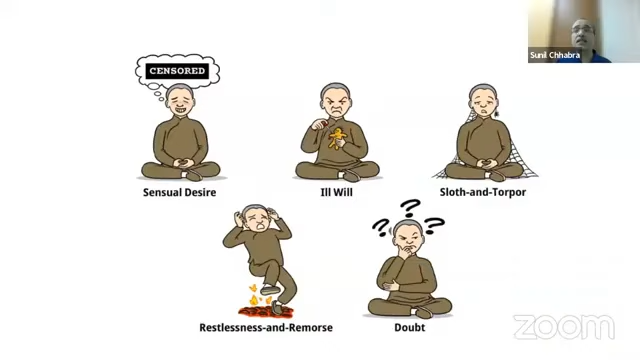 Sunil Chhabra
CENSORED
Sensual Desire
Ill Will
Sloth-and-Torpor
? ? ?
Restlessness-and-Remorse
Doubt
zoom